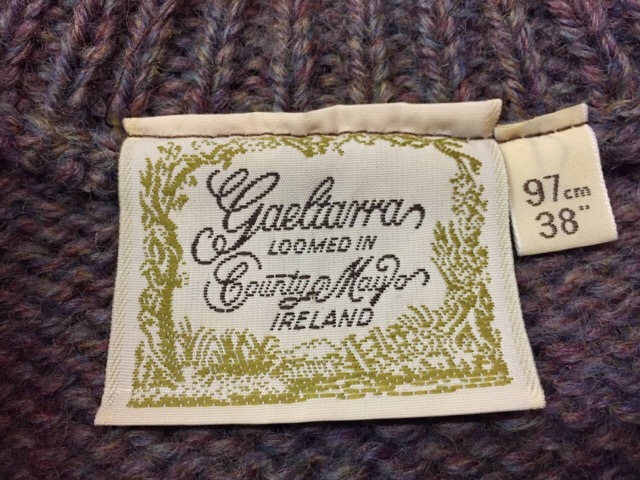 Gaeltarra
LOOMED IN
County Mayo
IRELAND
97cm
38"